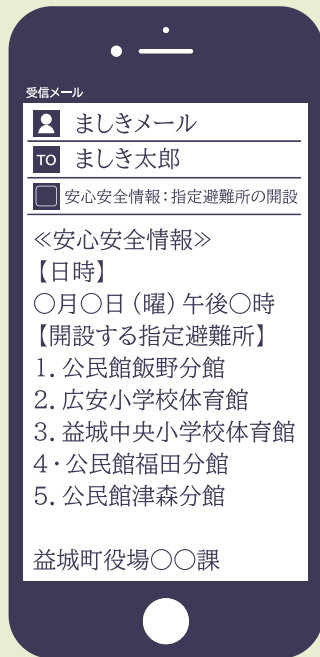 受信メール
ましきメール
TO ましき太郎
安心安全情報：指定避難所の開設
≪安心安全情報≫
【日時】
○月○日（曜）午後○時
【開設する指定避難所】
1．公民館飯野分館
2．広安小学校体育館
3．益城中央小学校体育館
4・公民館福田分館
5．公民館津森分館
益城町役場○○課